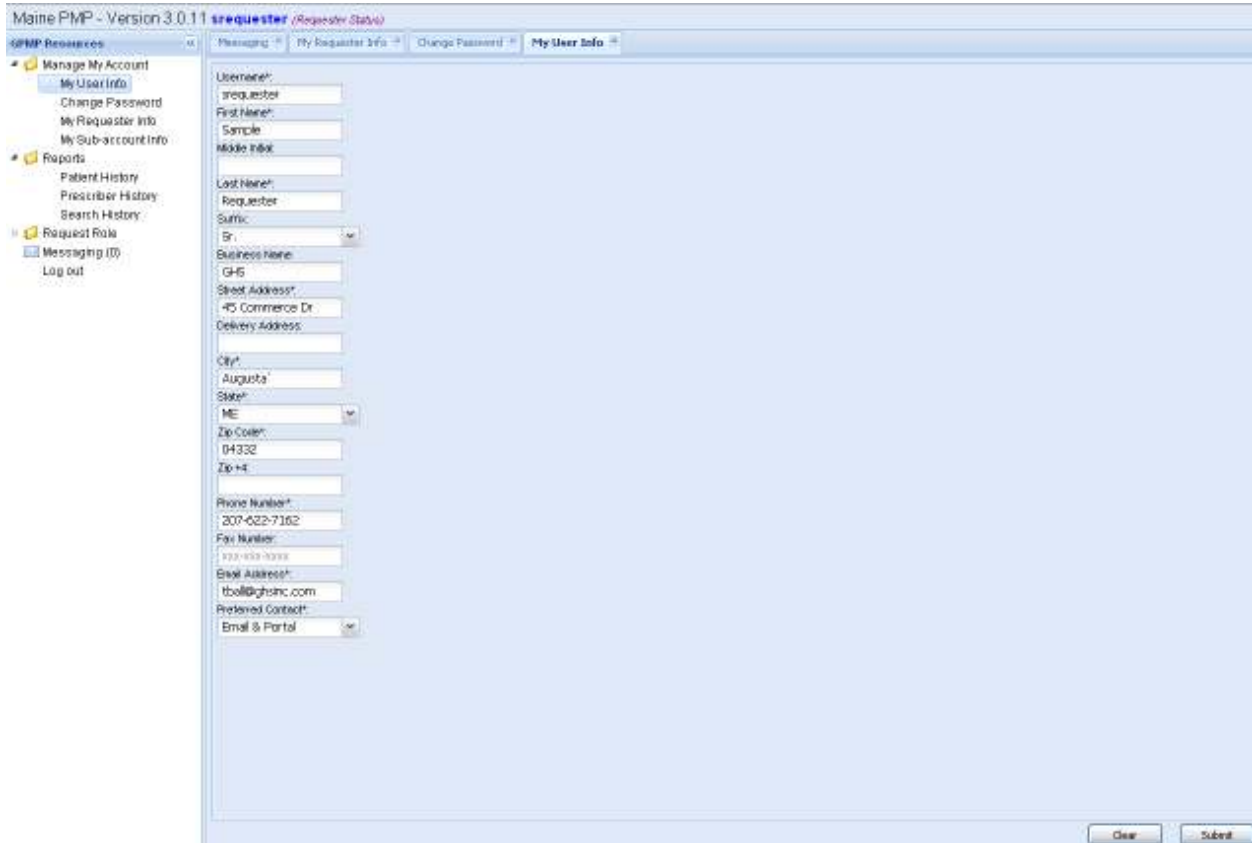 Maine PMP - Version 3.0.11 srequester (Requester Status)
GPMP Resources
Messaging My Requester Info Change Password My User Info
Manage My Account
My User Info
Change Password
My Requester Info
My Sub-account Info
Reports
Patient History
Prescriber History
Search History
Request Role
Messaging (0)
Log out
Username*:
srequester
First Name*:
Sample
Middle Initial:
Last Name*:
Requester
Suffix:
Sr.
Business Name:
GHS
Street Address*:
45 Commerce Dr
Delivery Address:
City*:
Augusta`
State*:
ME
Zip Code*:
04332
Zip +4:
Phone Number*:
207-622-7162
Fax Number:
xxx-xxx-xxxx
Email Address*:
tball@ghsinc.com
Preferred Contact*:
Email & Portal
Clear Submit